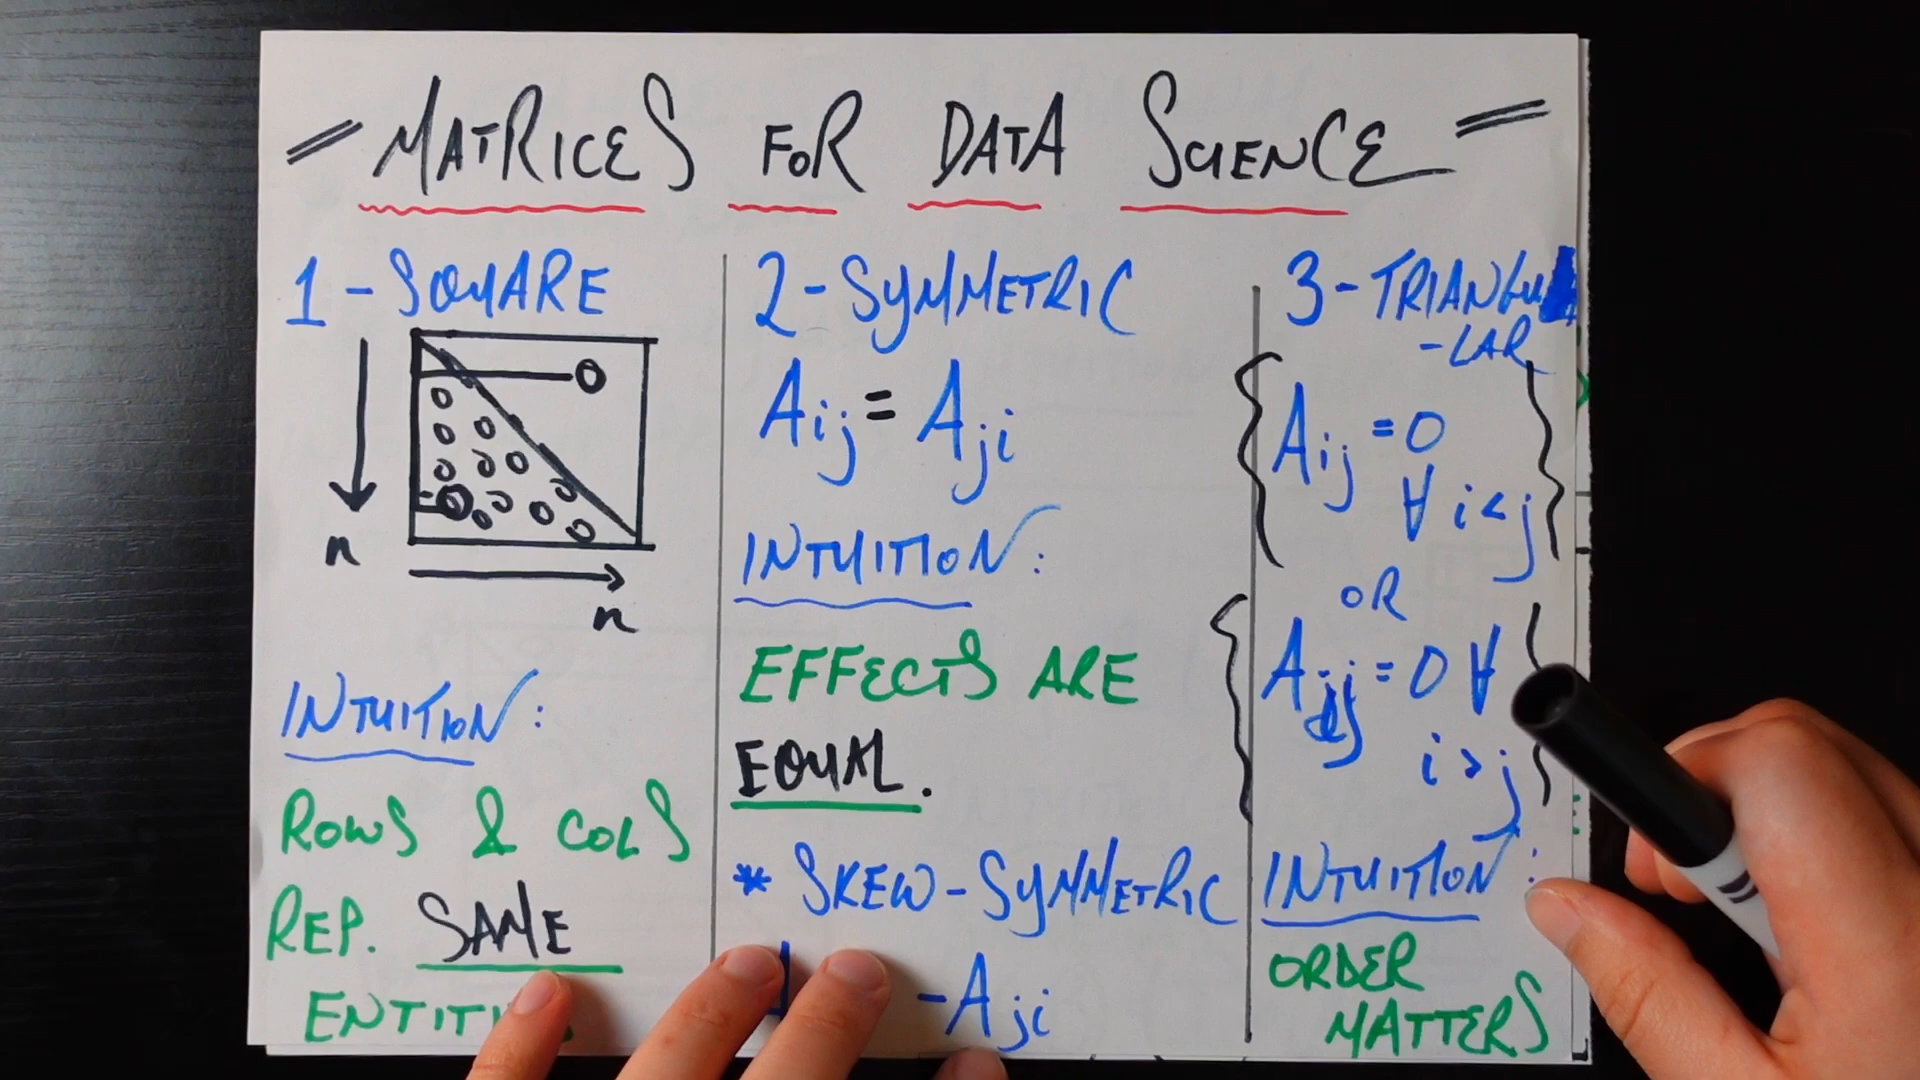 MATRICES FOR DATA SCIENCE
1 - SQUARE
n
n
INTUITION:
ROWS & COLS
REP. SAME
2 - SYMMETRIC
Aij = Aji
INTUITION:
EFFECTS ARE
EQUAL.
* SKEW-SYMMETRIC
-Aji
3 - TRIANGU
-LAR
Aij = 0
∀ i < j
OR
= 0 ∀
i > j
INTUITION:
ORDER
MATTERS